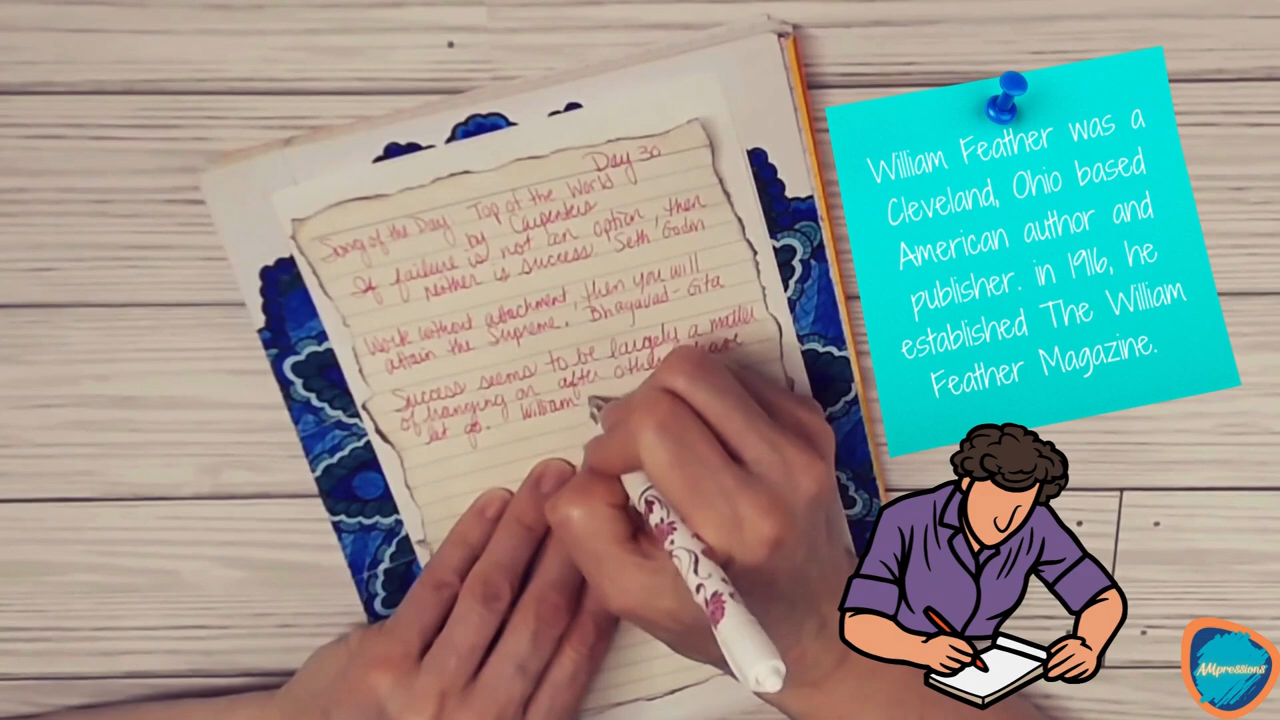 Day 30
Song of the Day Top of the World
by Carpenters
If failure is not an option, then
neither is success. Seth Godin
Work without attachment, then you will
attain the Supreme. Bhagavad-Gita
Success seems to be largely a matter
of hanging on after others have
let go. William
William Feather was a
Cleveland, Ohio based
American author and
publisher. in 1916, he
established The William
Feather Magazine.
AMpressions